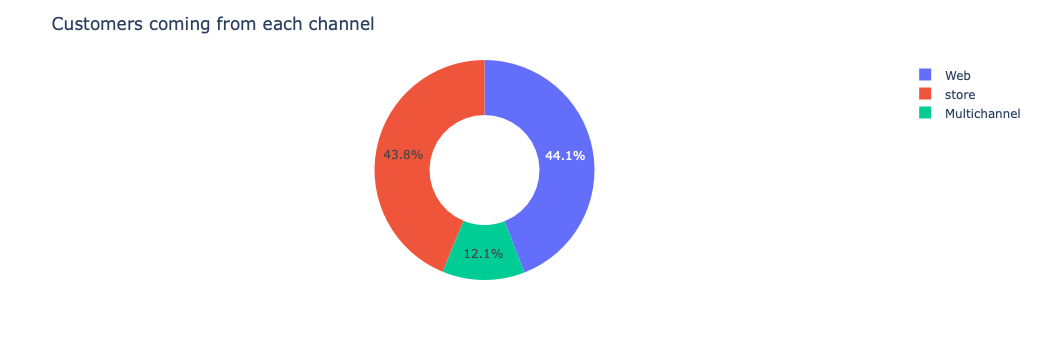 Customers coming from each channel
Web
store
Multichannel
43.8%
44.1%
12.1%